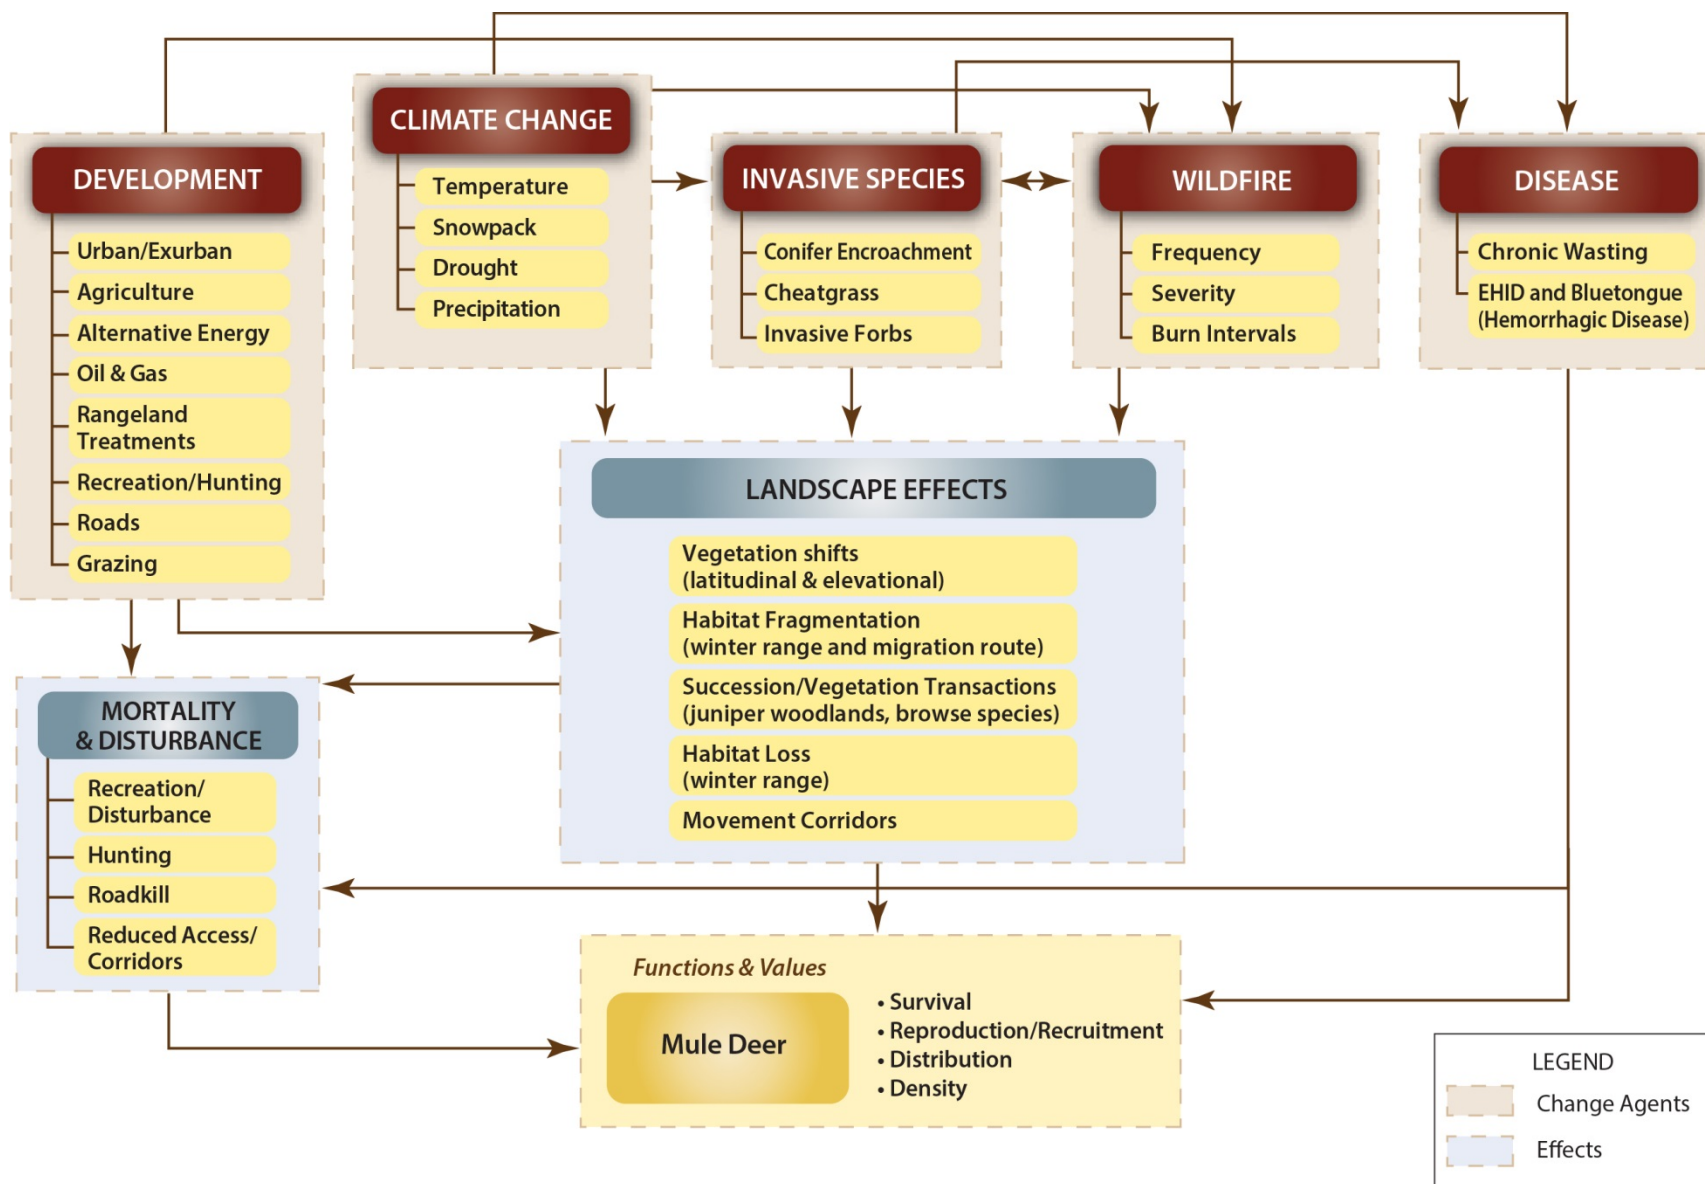 DEVELOPMENT
Urban/Exurban
Agriculture
Alternative Energy
Oil & Gas
Rangeland
Treatments
Recreation/Hunting
Roads
Grazing
CLIMATE CHANGE
Temperature
Snowpack
Drought
Precipitation
INVASIVE SPECIES
Conifer Encroachment
Cheatgrass
Invasive Forbs
WILDFIRE
Frequency
Severity
Burn Intervals
DISEASE
Chronic Wasting
EHID and Bluetongue
(Hemorrhagic Disease)
LANDSCAPE EFFECTS
Vegetation shifts
(latitudinal & elevational)
Habitat Fragmentation
(winter range and migration route)
Succession/Vegetation Transactions
(juniper woodlands, browse species)
Habitat Loss
(winter range)
Movement Corridors
MORTALITY
& DISTURBANCE
Recreation/
Disturbance
Hunting
Roadkill
Reduced Access/
Corridors
Functions & Values
Mule Deer
• Survival
• Reproduction/Recruitment
• Distribution
• Density
LEGEND
Change Agents
Effects